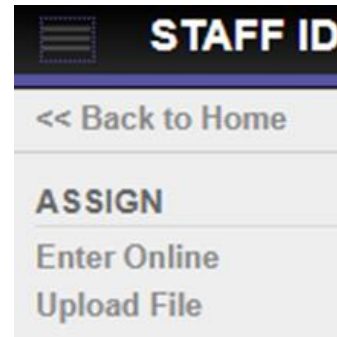 STAFF ID
<< Back to Home
ASSIGN
Enter Online
Upload File